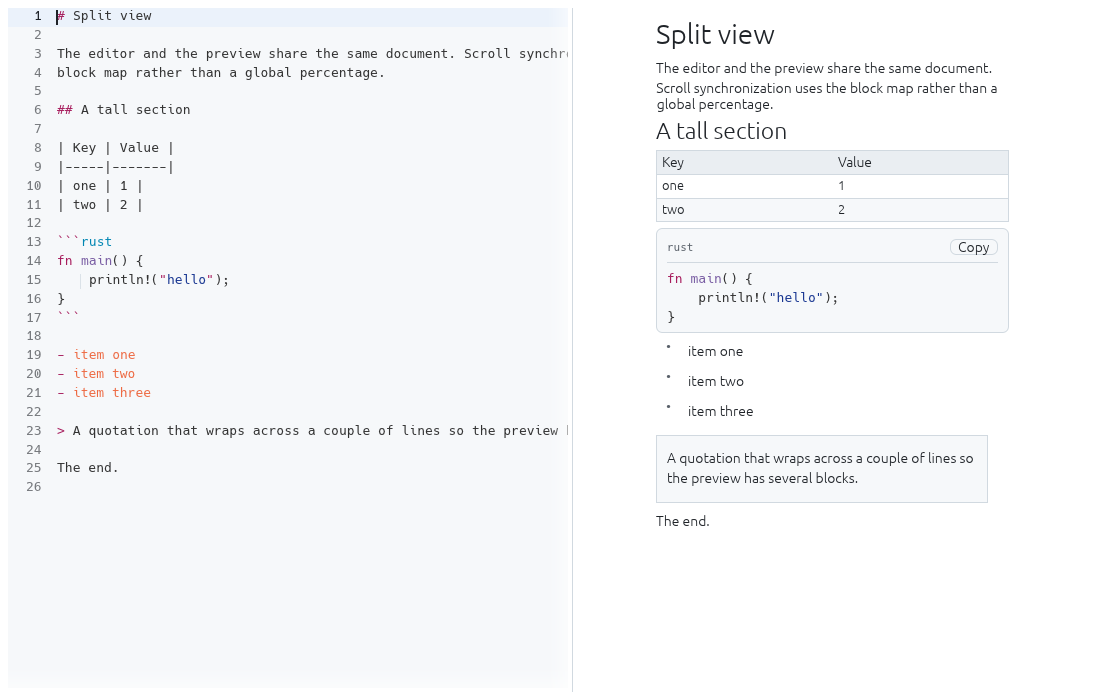 1 # Split view
2
3 The editor and the preview share the same document. Scroll
4 block map rather than a global percentage.
5
6 ## A tall section
7
8 | Key | Value |
9 |-----|-------|
10 | one | 1 |
11 | two | 2 |
12
13 ```rust
14 fn main() {
15     println!("hello");
16 }
17 ```
18
19 - item one
20 - item two
21 - item three
22
23 > A quotation that wraps across a couple of lines so the preview
24
25 The end.
26
Split view
The editor and the preview share the same document.
Scroll synchronization uses the block map rather than a
global percentage.
A tall section
Key Value
one 1
two 2
rust Copy
fn main() {
    println!("hello");
}
• item one
• item two
• item three
A quotation that wraps across a couple of lines so
the preview has several blocks.
The end.